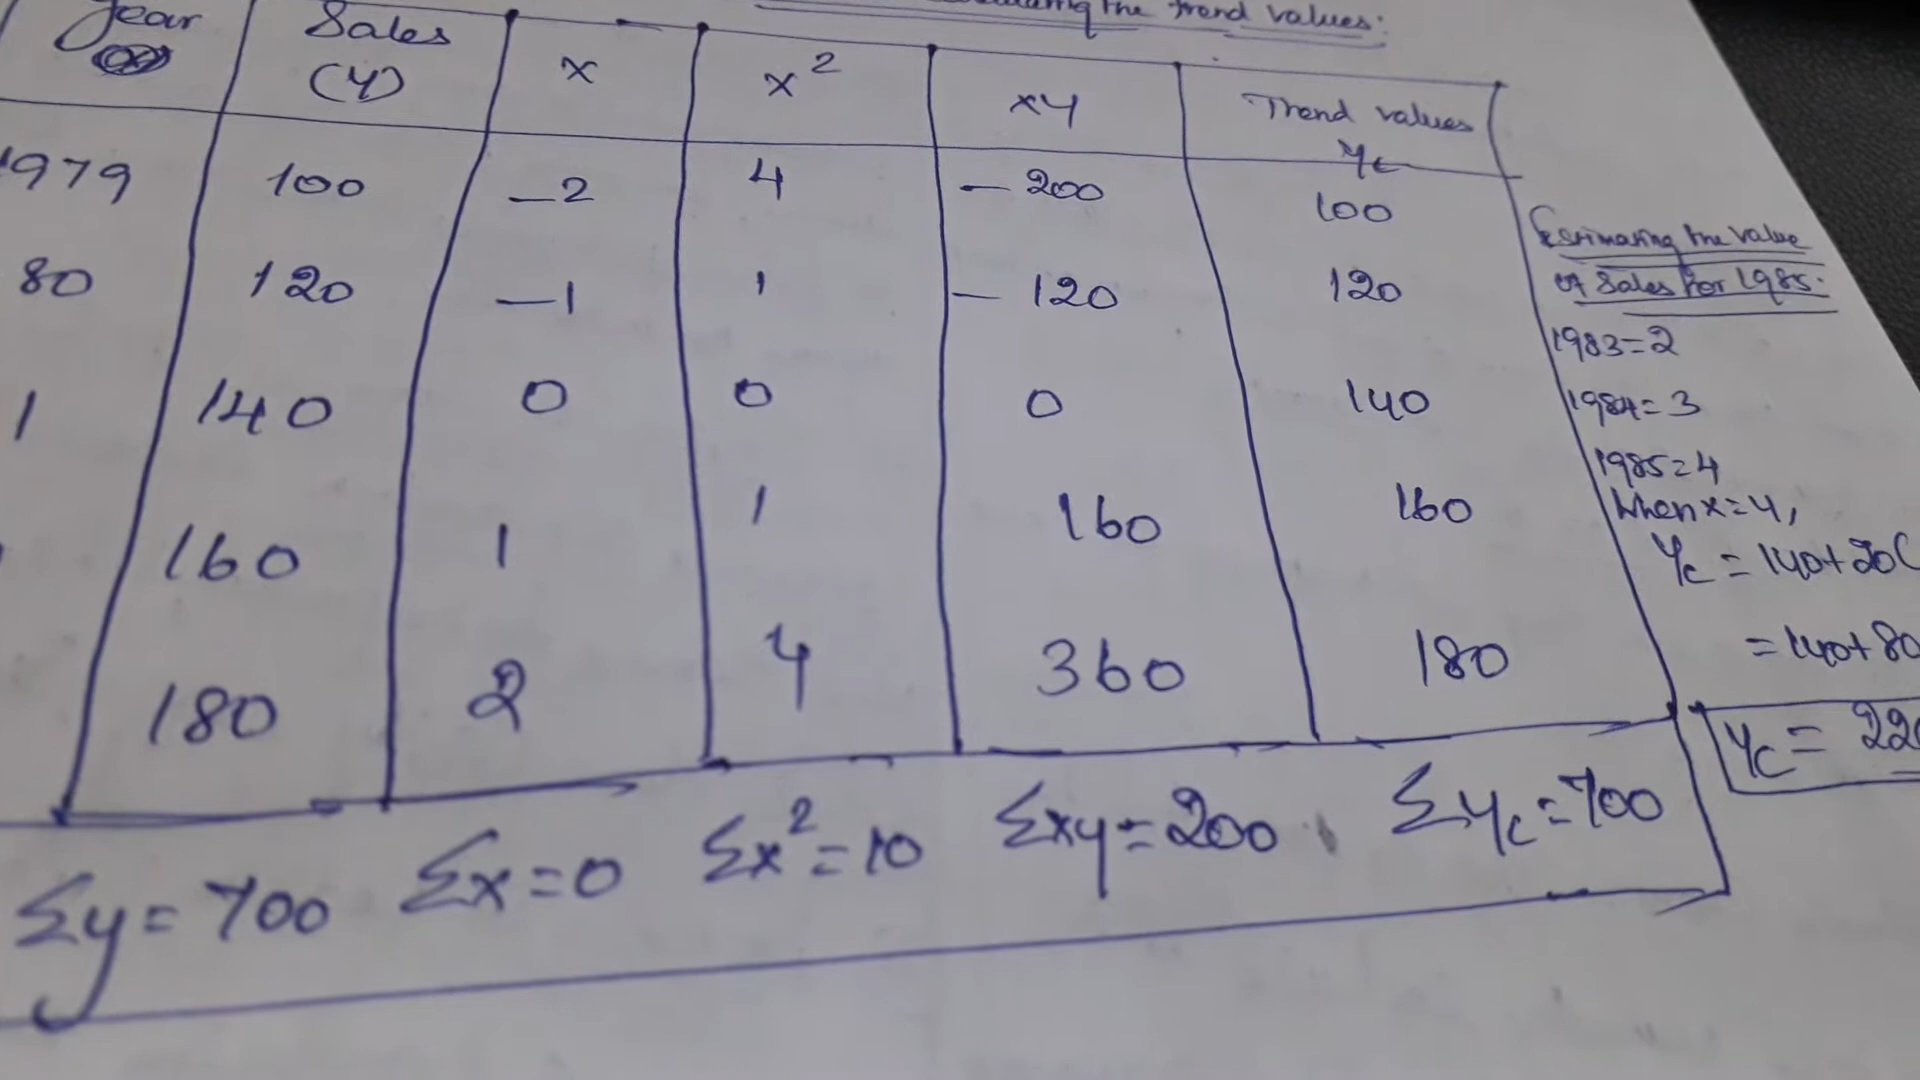 the Trend Values:
Year Sales (Y) x x² xy Trend values Yc
1979 100 -2 4 -200 100
80 120 -1 1 -120 120
1 140 0 0 0 140
160 1 1 160 160
180 2 4 360 180
Σy = 700 Σx = 0 Σx² = 10 Σxy = 200 ΣYc = 700
Estimating the value
of Sales for 1985:
1983 = 2
1984 = 3
1985 = 4
When x = 4,
Yc = 140 + 20(
= 140 + 80
Yc = 220